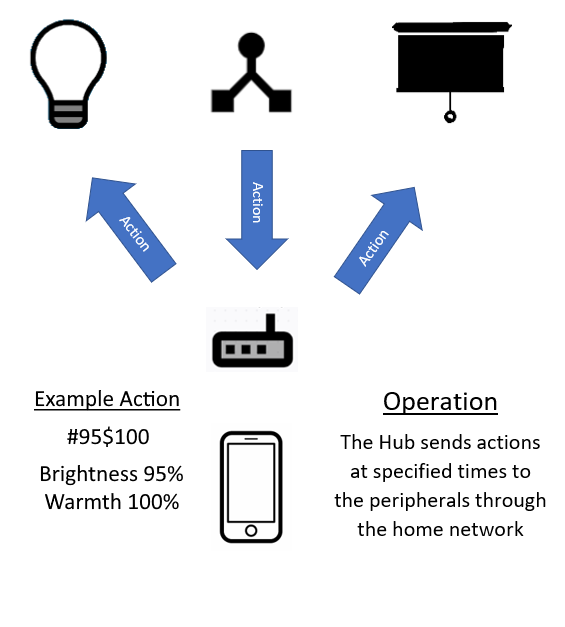 Action
Action
Action
Example Action
#95$100
Brightness 95%
Warmth 100%
Operation
The Hub sends actions
at specified times to
the peripherals through
the home network